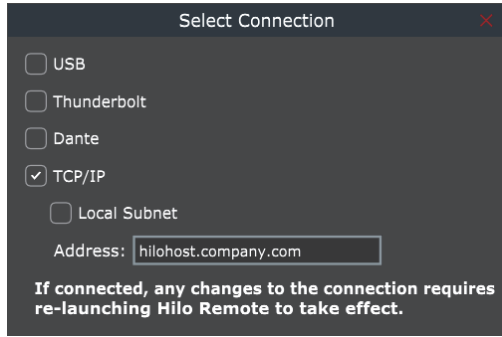 Select Connection
USB
Thunderbolt
Dante
TCP/IP
Local Subnet
Address: hilohost.company.com
If connected, any changes to the connection requires
re-launching Hilo Remote to take effect.